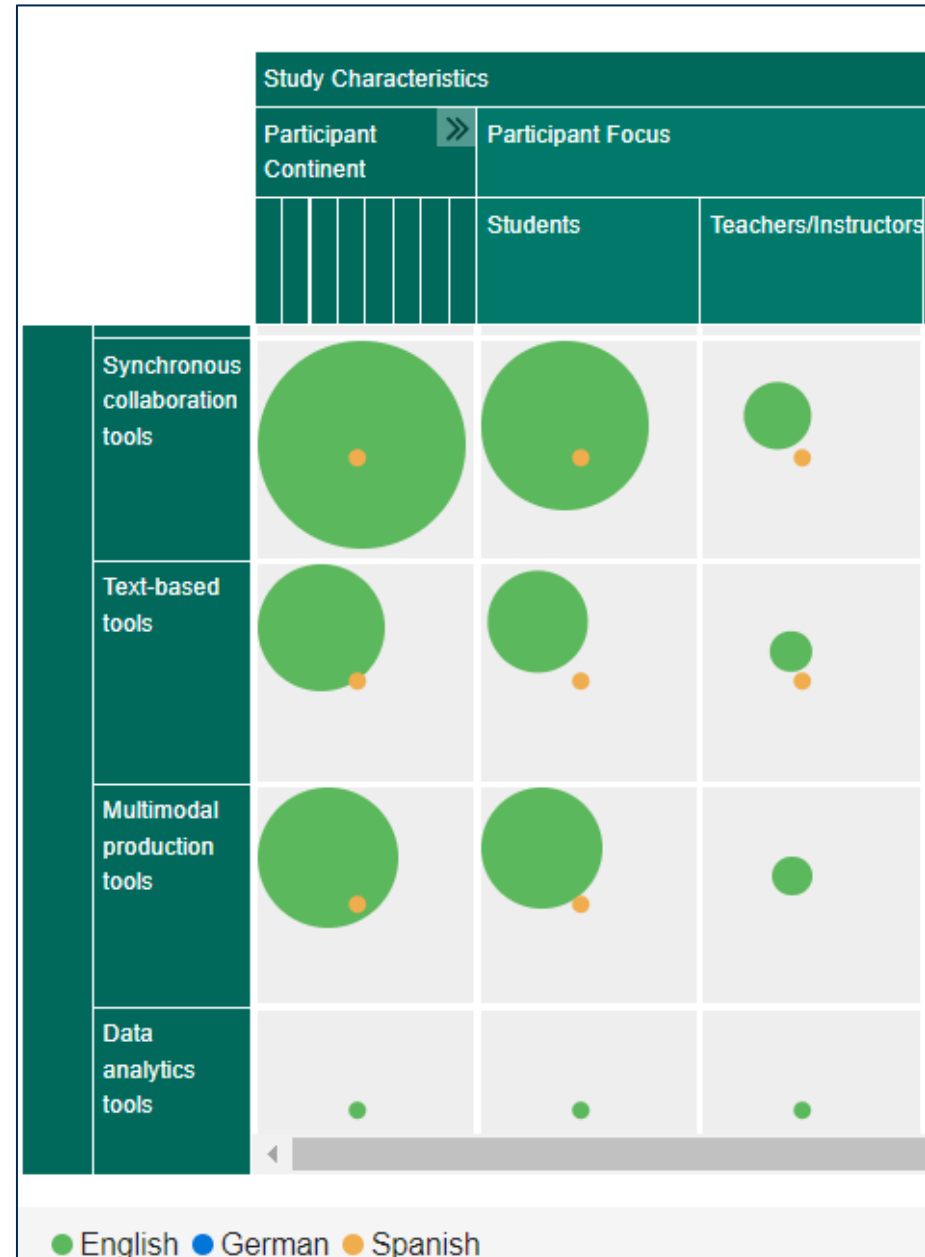 Study Characteristics
Participant
Continent
Participant Focus
Students
Teachers/Instructors
Synchronous
collaboration
tools
Text-based
tools
Multimodal
production
tools
Data
analytics
tools
English German Spanish